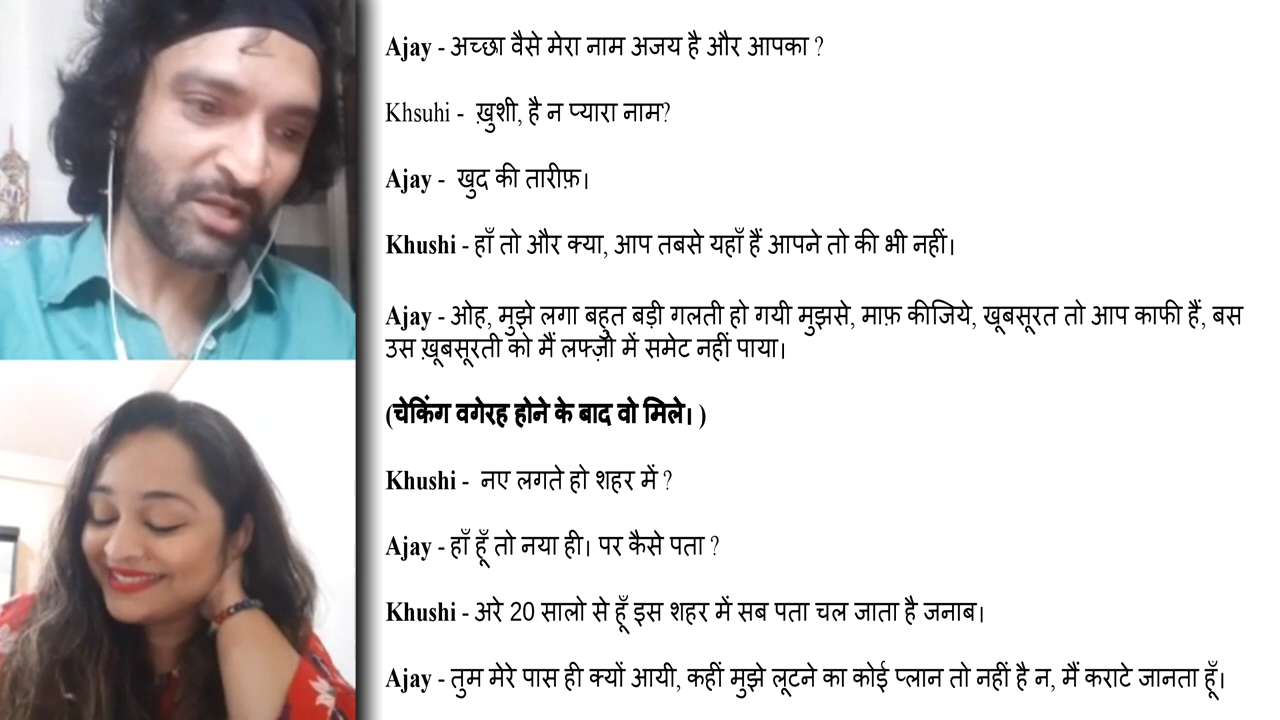 Ajay - अच्छा वैसे मेरा नाम अजय है और आपका ?
Khsuhi - ख़ुशी, है न प्यारा नाम?
Ajay - खुद की तारीफ़।
Khushi - हाँ तो और क्या, आप तबसे यहाँ हैं आपने तो की भी नहीं।
Ajay - ओह, मुझे लगा बहुत बड़ी गलती हो गयी मुझसे, माफ़ कीजिये, खूबसूरत तो आप काफी हैं, बस
उस ख़ूबसूरती को मैं लफ्ज़ो में समेट नहीं पाया।
(चेकिंग वगेरह होने के बाद वो मिले। )
Khushi - नए लगते हो शहर में ?
Ajay - हाँ हूँ तो नया ही। पर कैसे पता ?
Khushi - अरे 20 सालो से हूँ इस शहर में सब पता चल जाता है जनाब।
Ajay - तुम मेरे पास ही क्यों आयी, कहीं मुझे लूटने का कोई प्लान तो नहीं है न, मैं कराटे जानता हूँ।